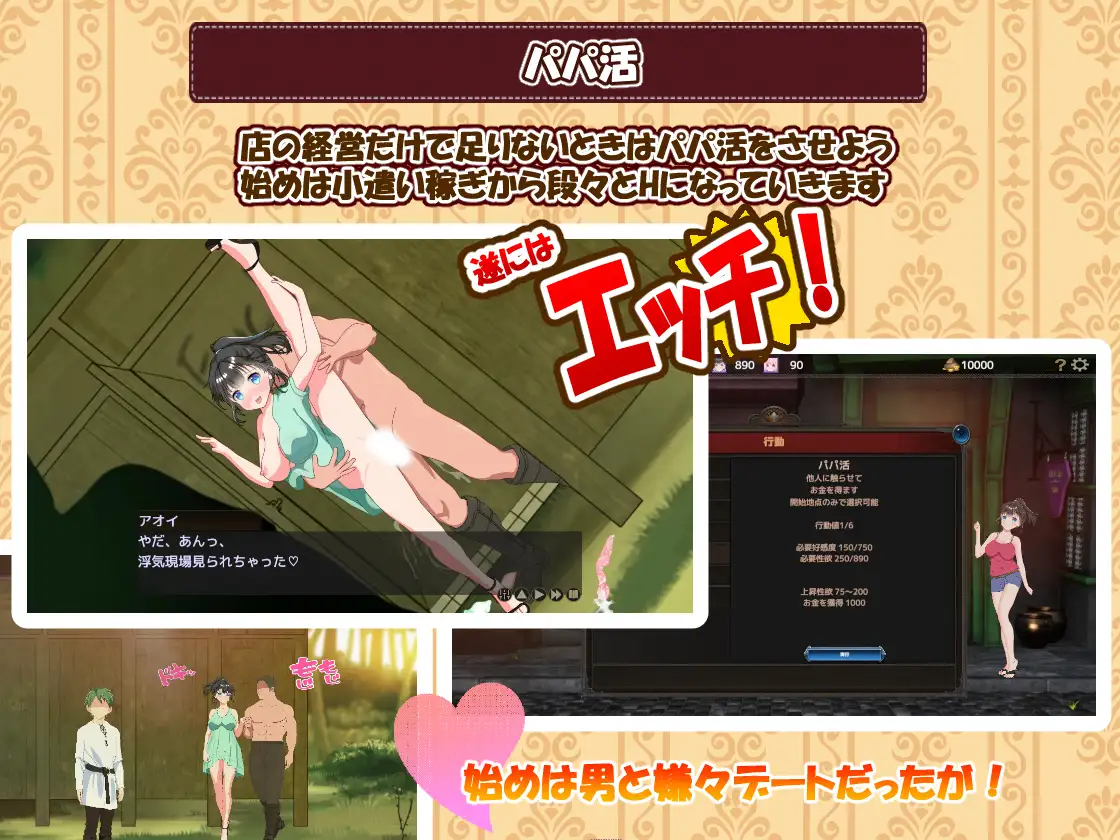 パパ活
店の経営だけで足りないときはパパ活をさせよう
始めは小遣い稼ぎから段々とHになっていきます
遂には
エッチ!
アオイ
やだ、あんっ、
浮気現場見られちゃった♡
890 90 10000 ?
行動
パパ活
他人に触らせて
お金を得ます
開始地点のみで選択可能
行動値1/6
必要好感度 150/750
必要性欲 250/890
上昇性欲 75～200
お金を獲得 1000
実行
ドキ
もにもに
始めは男と嫌々デートだったが!